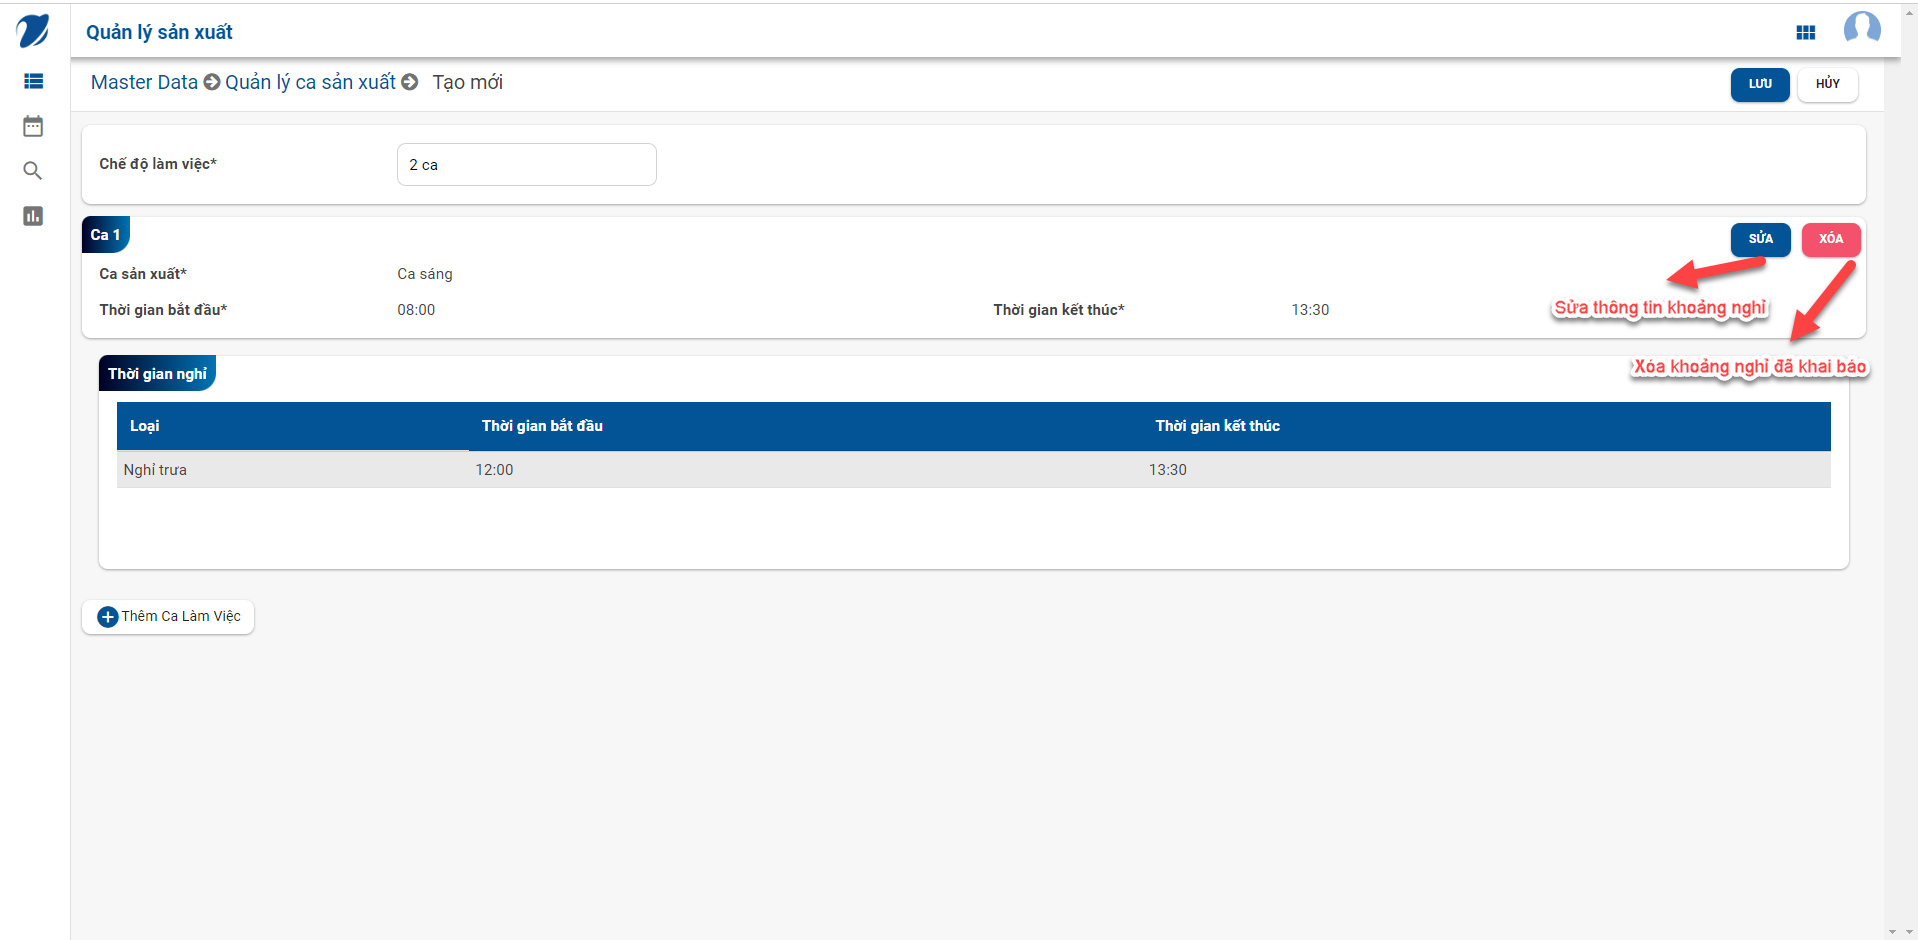 Quản lý sản xuất
Master Data Quản lý ca sản xuất Tạo mới
LƯU HỦY
Chế độ làm việc* 2 ca
Ca 1
SỬA XÓA
Ca sản xuất* Ca sáng
Thời gian bắt đầu* 08:00 Thời gian kết thúc* 13:30
Sửa thông tin khoảng nghỉ
Xóa khoảng nghỉ đã khai báo
Thời gian nghỉ
Loại Thời gian bắt đầu Thời gian kết thúc
Nghỉ trưa 12:00 13:30
Thêm Ca Làm Việc